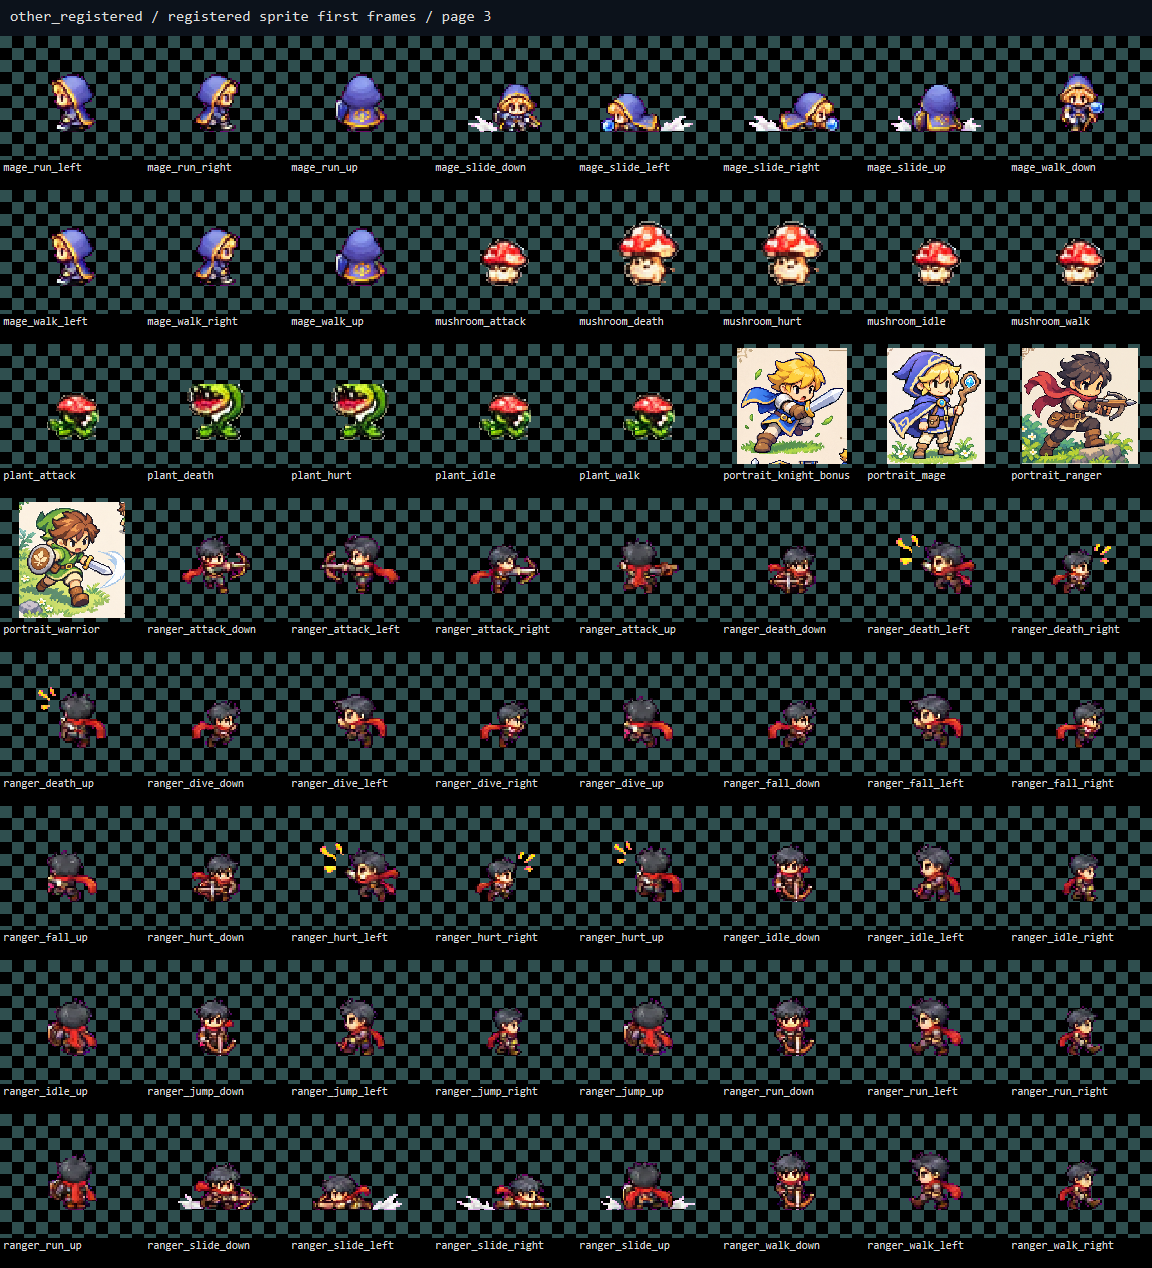 other_registered / registered sprite first frames / page 3
mage_run_left mage_run_right mage_run_up mage_slide_down mage_slide_left mage_slide_right mage_slide_up mage_walk_down
mage_walk_left mage_walk_right mage_walk_up mushroom_attack mushroom_death mushroom_hurt mushroom_idle mushroom_walk
plant_attack plant_death plant_hurt plant_idle plant_walk portrait_knight_bonus portrait_mage portrait_ranger
portrait_warrior ranger_attack_down ranger_attack_left ranger_attack_right ranger_attack_up ranger_death_down ranger_death_left ranger_death_right
ranger_death_up ranger_dive_down ranger_dive_left ranger_dive_right ranger_dive_up ranger_fall_down ranger_fall_left ranger_fall_right
ranger_fall_up ranger_hurt_down ranger_hurt_left ranger_hurt_right ranger_hurt_up ranger_idle_down ranger_idle_left ranger_idle_right
ranger_idle_up ranger_jump_down ranger_jump_left ranger_jump_right ranger_jump_up ranger_run_down ranger_run_left ranger_run_right
ranger_run_up ranger_slide_down ranger_slide_left ranger_slide_right ranger_slide_up ranger_walk_down ranger_walk_left ranger_walk_right